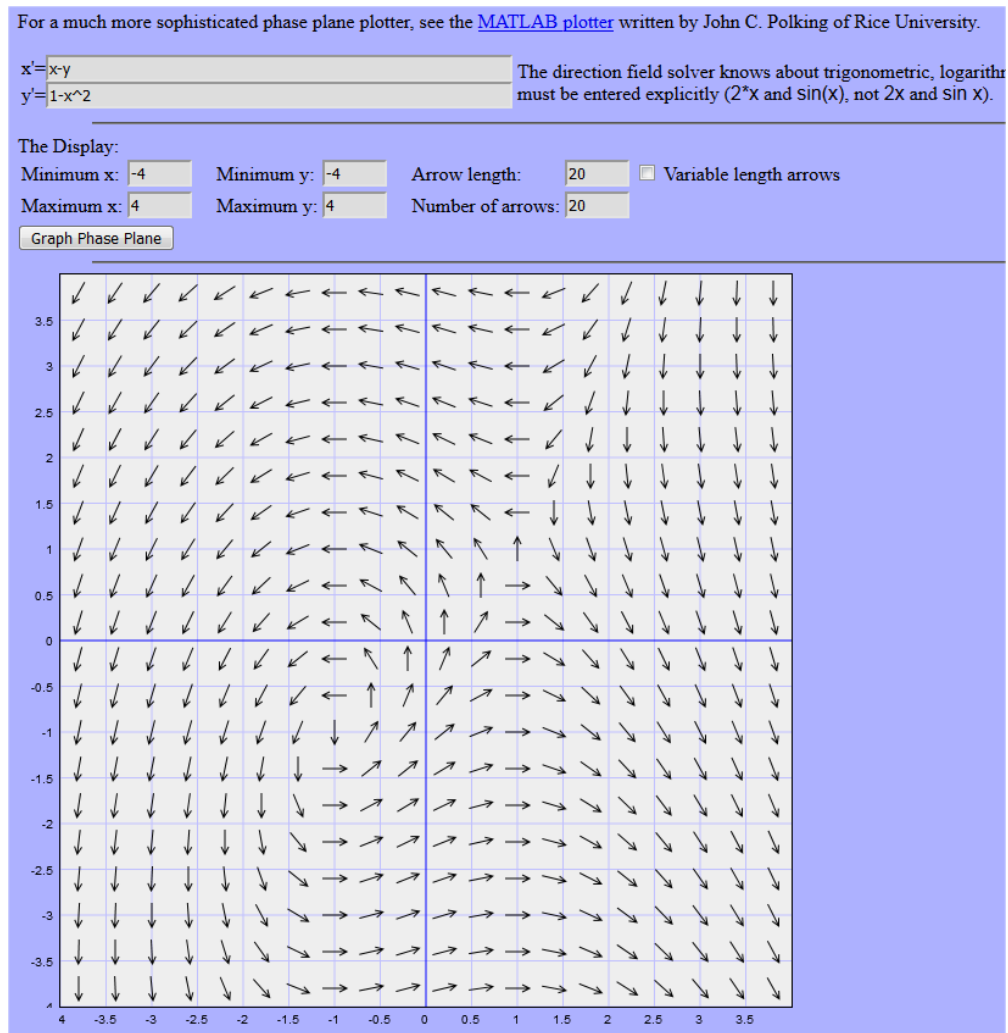 For a much more sophisticated phase plane plotter, see the MATLAB plotter written by John C. Polking of Rice University.
x'= x-y
The direction field solver knows about trigonometric,
y'= 1-x^2
must be entered explicitly (2*x and sin(x), not 2x and sin x).
The Display:
Minimum x: -4 Minimum y: -4 Arrow length: 20 Variable length arrows
Maximum x: 4 Maximum y: 4 Number of arrows: 20
Graph Phase Plane
3.5
3
2.5
2
1.5
1
0.5
0
-0.5
-1
-1.5
-2
-2.5
-3
-3.5
4 -3.5 -3 -2.5 -2 -1.5 -1 -0.5 0 0.5 1 1.5 2 2.5 3 3.5